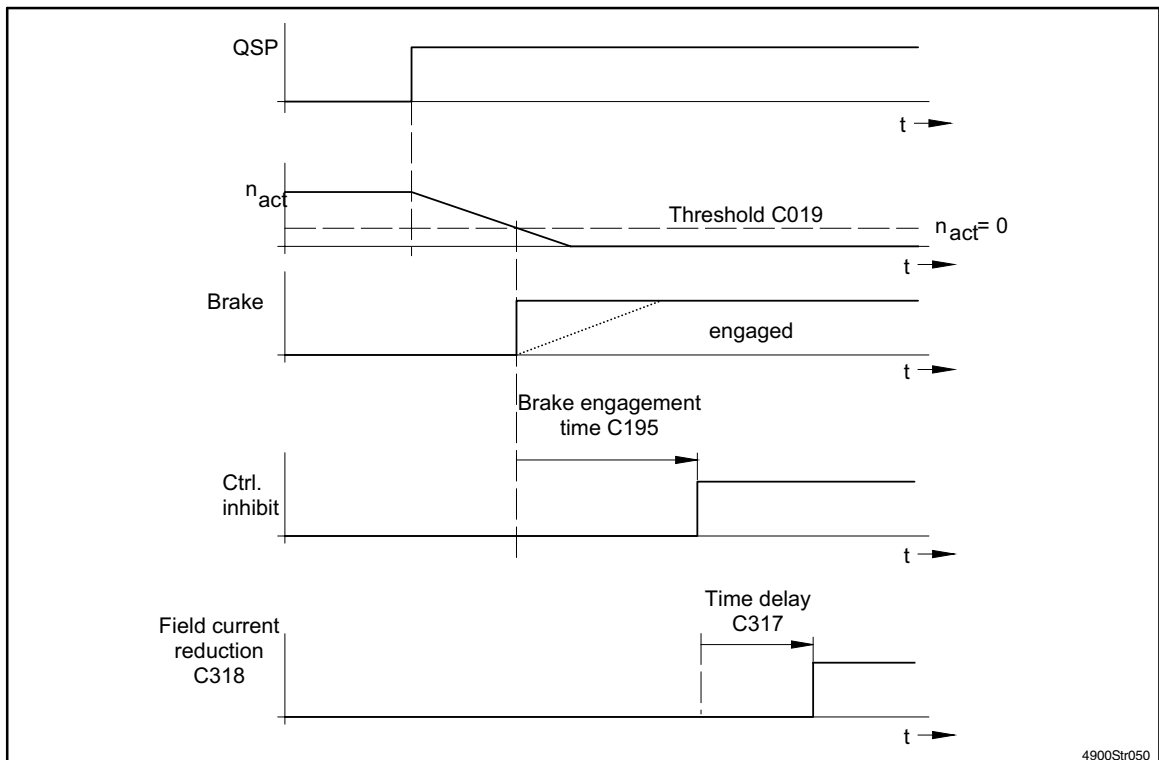 QSP
t
n act
Threshold C019
n act = 0
t
Brake
engaged
t
Brake engagement
time C195
Ctrl.
inhibit
t
Time delay
C317
Field current
reduction
C318
t
4900Str050